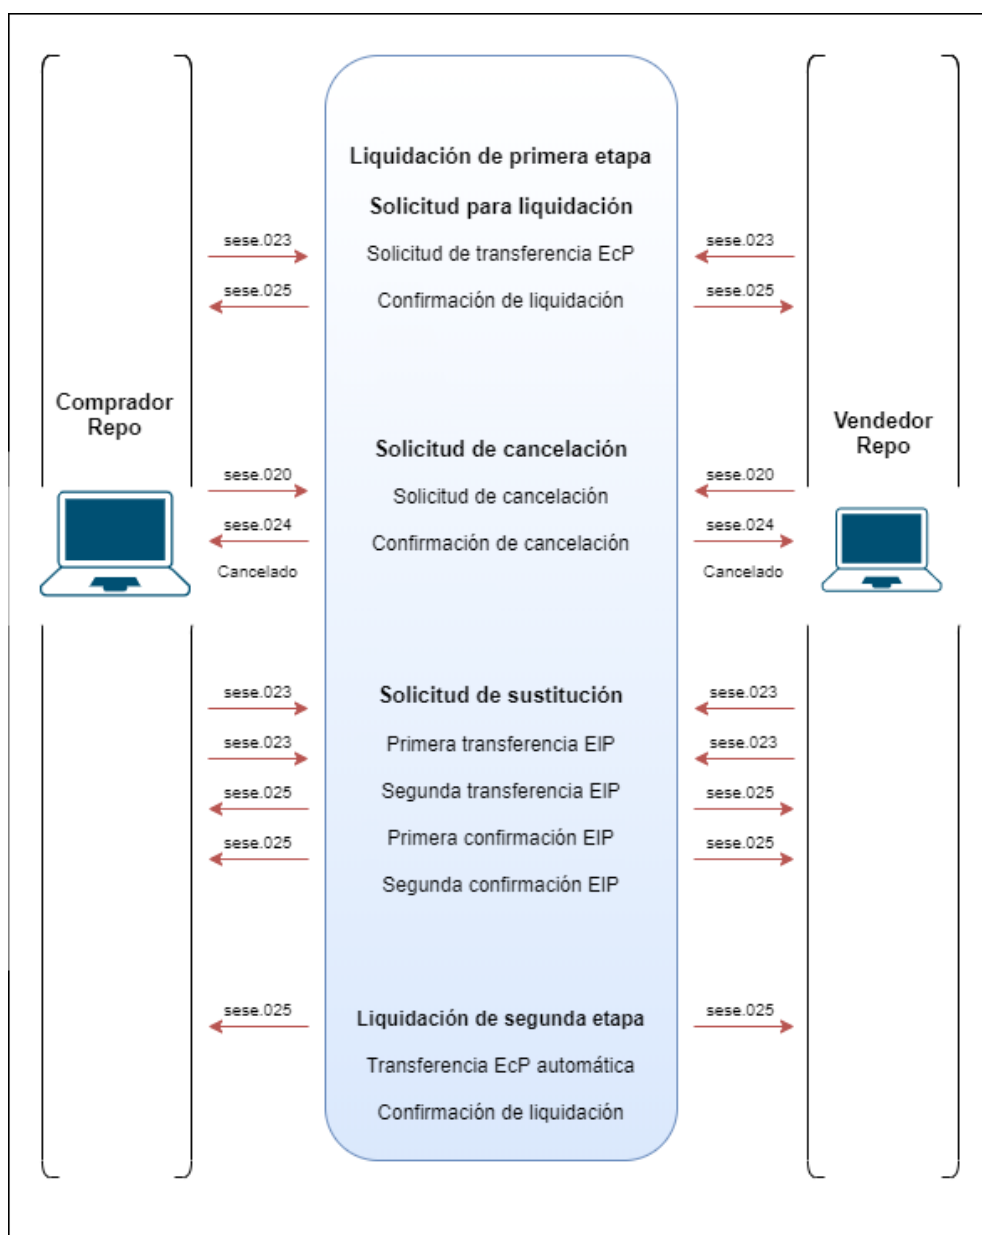 Liquidación de primera etapa
Solicitud para liquidación
sese.023
Solicitud de transferencia EcP
sese.023
sese.025
Confirmación de liquidación
sese.025
Comprador
Repo
Vendedor
Repo
Solicitud de cancelación
sese.020
Solicitud de cancelación
sese.020
sese.024
Confirmación de cancelación
sese.024
Cancelado
Cancelado
sese.023
Solicitud de sustitución
sese.023
sese.023
Primera transferencia EIP
sese.023
sese.025
Segunda transferencia EIP
sese.025
sese.025
Primera confirmación EIP
sese.025
Segunda confirmación EIP
sese.025
Liquidación de segunda etapa
sese.025
Transferencia EcP automática
Confirmación de liquidación